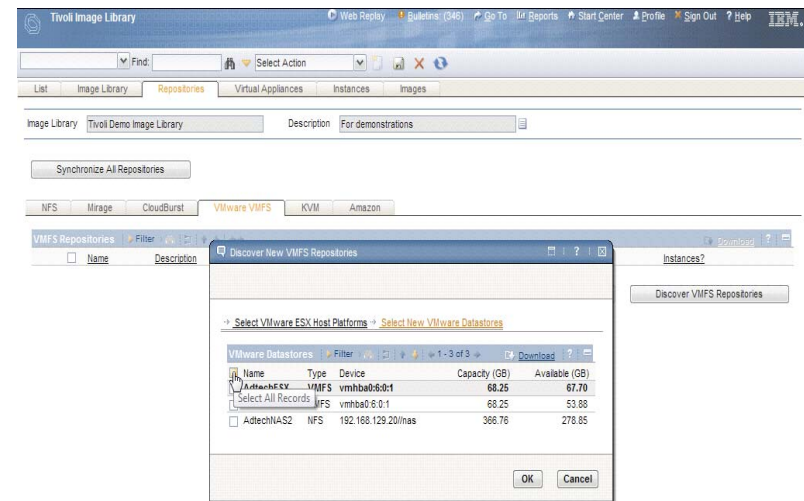 Tivoli Image Library
Web Replay Bulletins: (346) Go To Reports Start Center Profile Sign Out ? Help IBM.
Find: Select Action
List Image Library Repositories Virtual Appliances Instances Images
Image Library Tivoli Demo Image Library Description For demonstrations
Synchronize All Repositories
NFS Mirage CloudBurst VMware VMFS KVM Amazon
VMFS Repositories Filter Download ?
Name Description Instances?
Discover VMFS Repositories
Discover New VMFS Repositories ?
Select VMware ESX Host Platforms Select New VMware Datastores
VMware Datastores Filter 1 - 3 of 3 Download ?
Name Type Device Capacity (GB) Available (GB)
AdtechESX VMFS vmhba0:6:0:1 68.25 67.70
Select All Records
vmhba0:6:0:1 68.25 53.88
AdtechNAS2 NFS 192.168.129.20//nas 366.76 278.85
OK Cancel